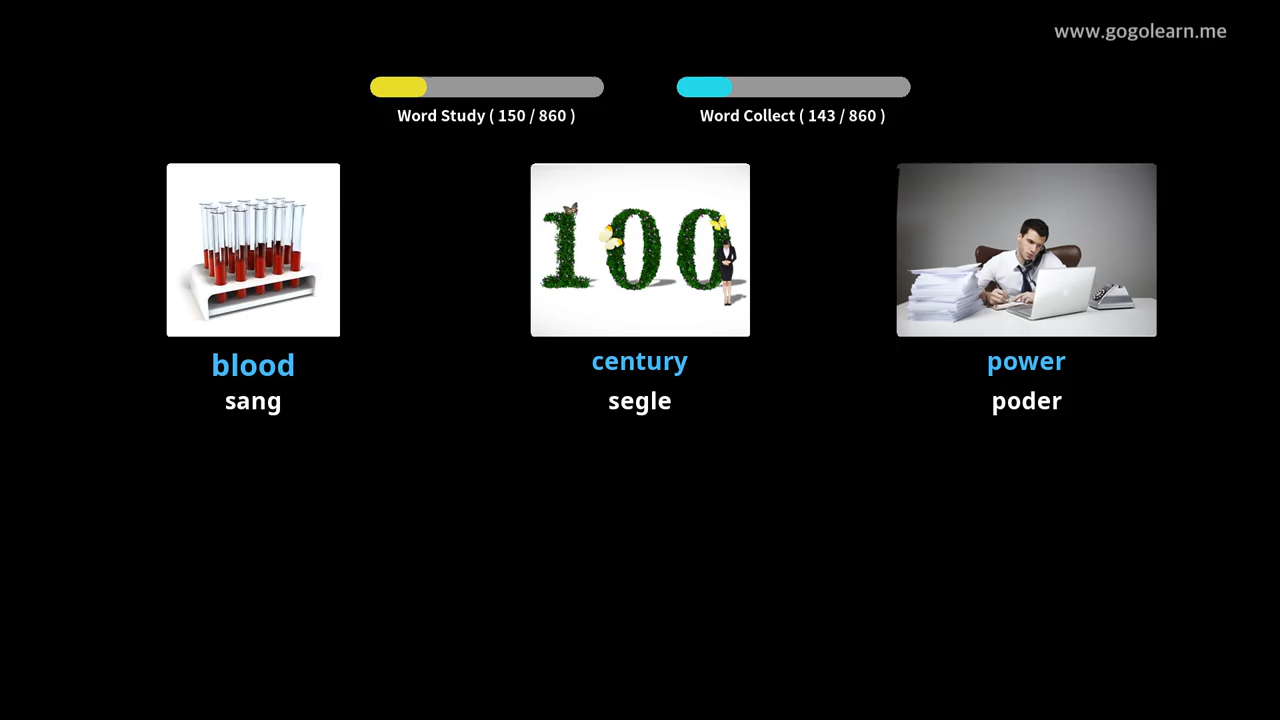 www.gogolearn.me
Word Study ( 150 / 860 )
Word Collect ( 143 / 860 )
100
blood
century
power
sang
segle
poder